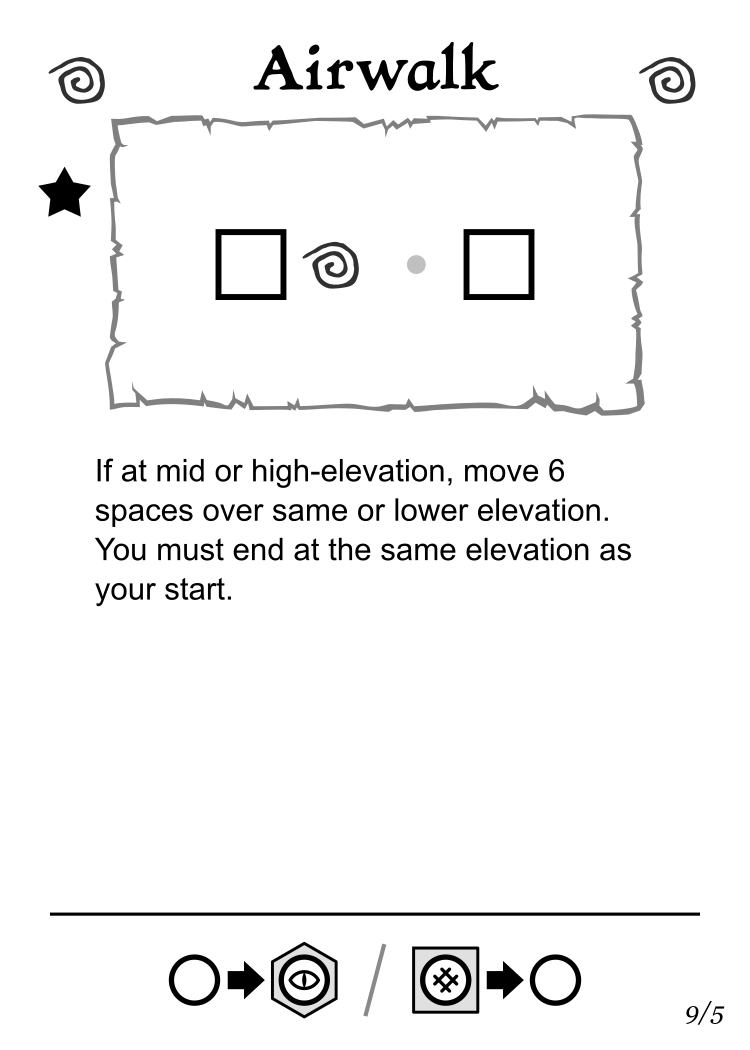 Airwalk
If at mid or high-elevation, move 6
spaces over same or lower elevation.
You must end at the same elevation as
your start.
9/5